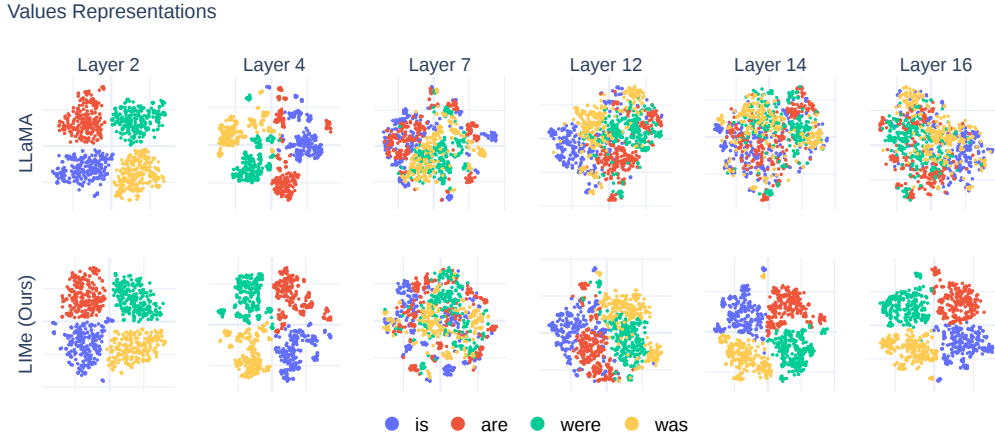 Values Representations
Layer 2 Layer 4 Layer 7 Layer 12 Layer 14 Layer 16
LLaMA
LIMe (Ours)
is are were was